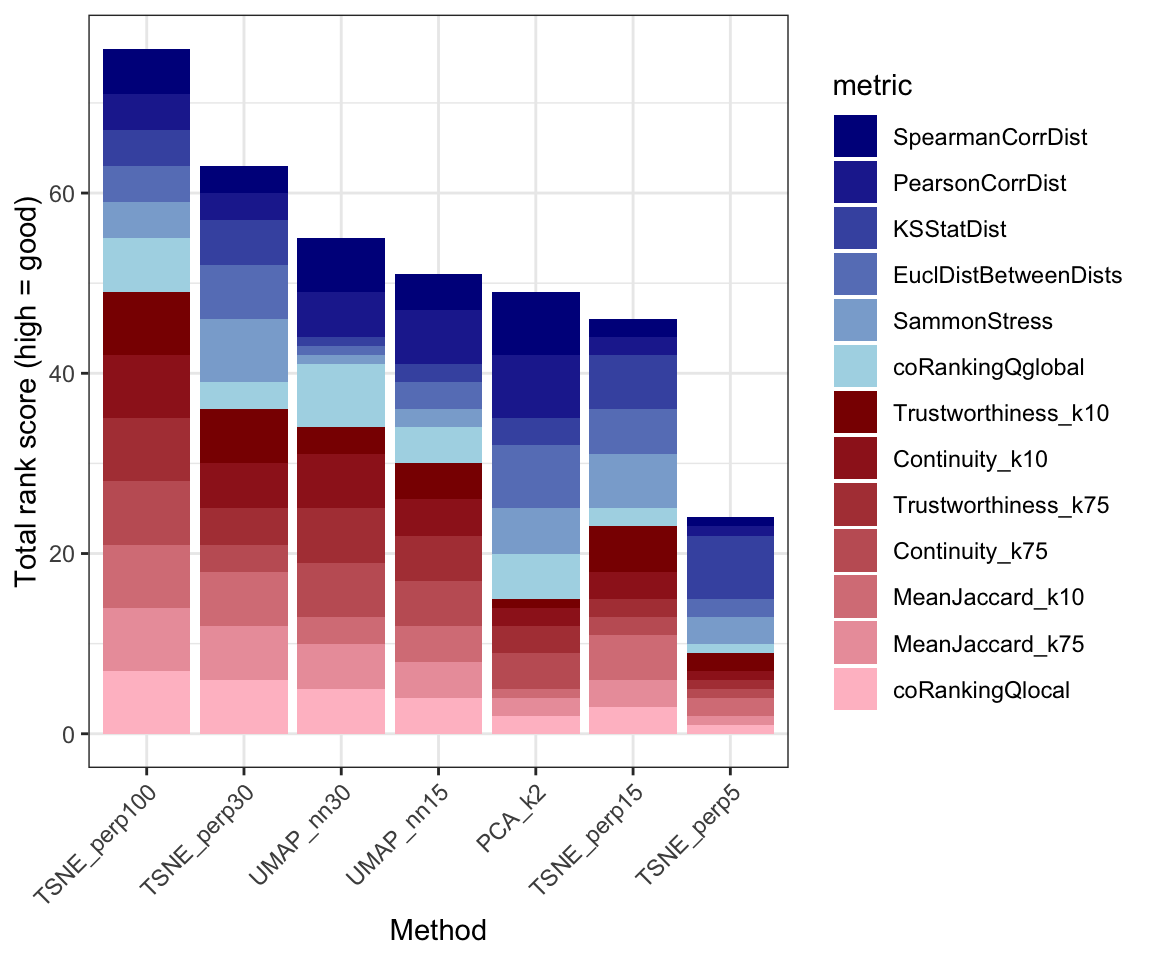 Total rank score (high = good)
60
40
20
0
TSNE_perp100
TSNE_perp30
UMAP_nn30
UMAP_nn15
PCA_k2
TSNE_perp15
TSNE_perp5
Method
metric
SpearmanCorrDist
PearsonCorrDist
KSStatDist
EuclDistBetweenDists
SammonStress
coRankingQglobal
Trustworthiness_k10
Continuity_k10
Trustworthiness_k75
Continuity_k75
MeanJaccard_k10
MeanJaccard_k75
coRankingQlocal